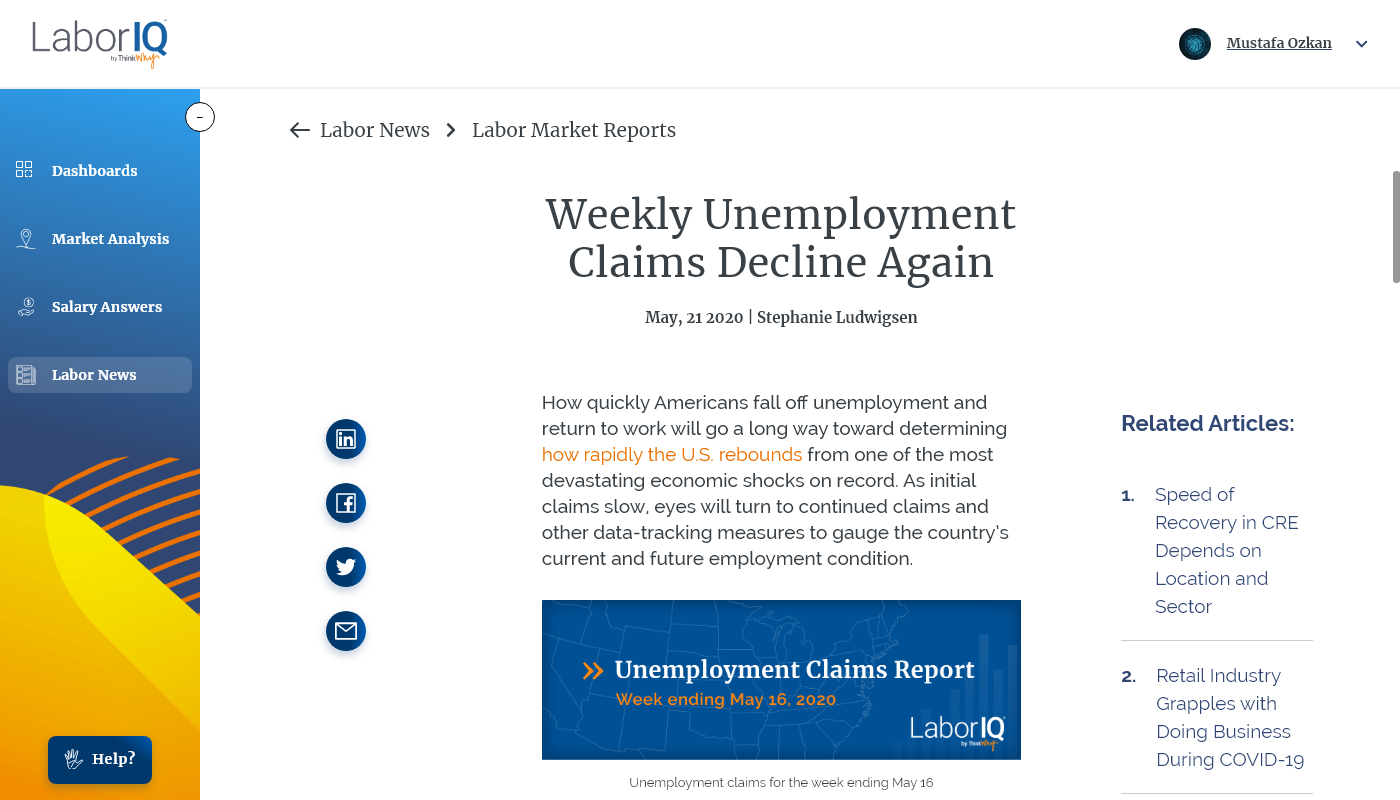 LaborIQ
by ThinkWhy
Mustafa Ozkan
-
Dashboards
Market Analysis
Salary Answers
Labor News
Help?
Labor News
Labor Market Reports
Weekly Unemployment
Claims Decline Again
May, 21 2020 | Stephanie Ludwigsen
How quickly Americans fall off unemployment and
return to work will go a long way toward determining
how rapidly the U.S. rebounds from one of the most
devastating economic shocks on record. As initial
claims slow, eyes will turn to continued claims and
other data-tracking measures to gauge the country’s
current and future employment condition.
Unemployment Claims Report
Week ending May 16, 2020
LaborIQ
by ThinkWhy
Unemployment claims for the week ending May 16
Related Articles:
1. Speed of
Recovery in CRE
Depends on
Location and
Sector
2. Retail Industry
Grapples with
Doing Business
During COVID-19